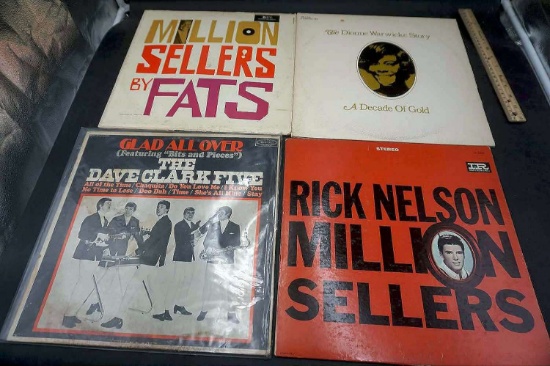 MILLION
SELLERS
BY FATS
The Dionne Warwicke Story
A Decade Of Gold
GLAD ALL OVER
(Featuring "Bits and Pieces")
THE
DAVE CLARK FIVE
All of the Time/Chaquita/Do You Love Me/I Know You
No Time to Lose/Doo Dah/Time/She's All Mine/Stay
STEREO
IR
RICK NELSON
MILLION
SELLERS